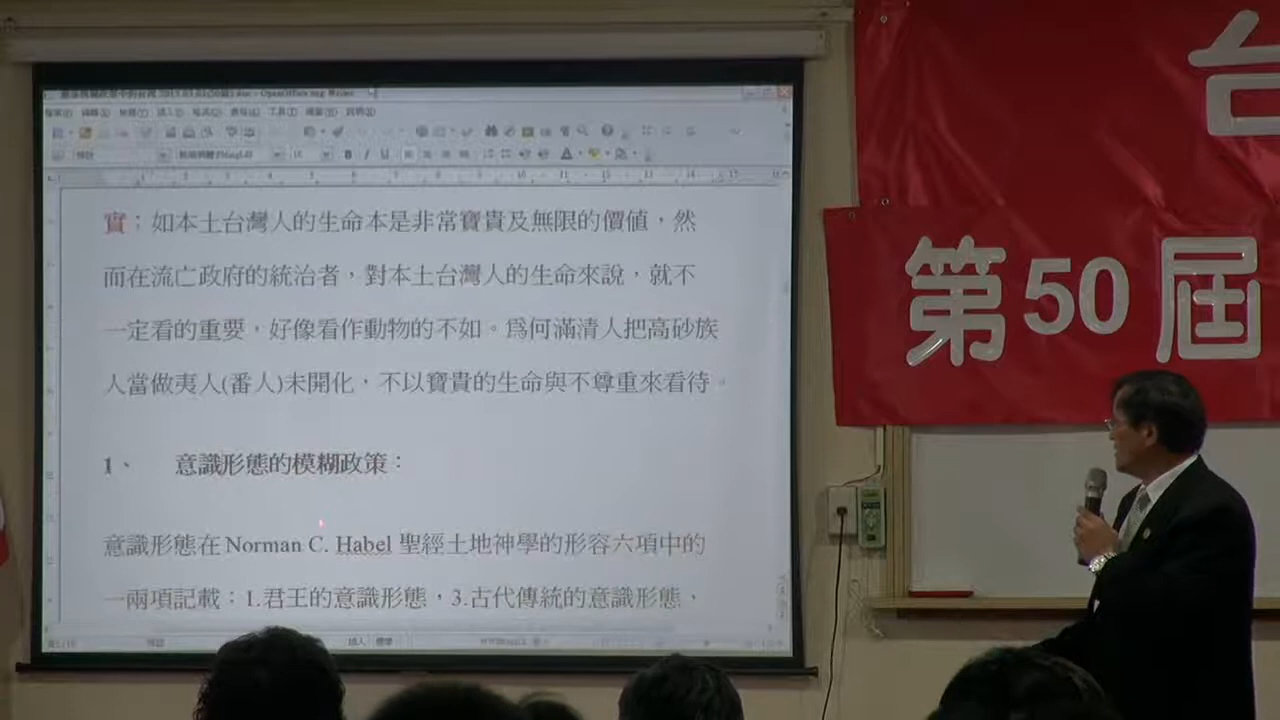 實：如本土台灣人的生命本是非常寶貴及無限的價值，然
而在流亡政府的統治者，對本土台灣人的生命來說，就不
一定看的重要，好像看作動物的不如。為何滿清人把高砂族
人當做夷人(番人)未開化，不以寶貴的生命與不尊重來看待。
1、 意識形態的模糊政策：
意識形態在 Norman C. Habel 聖經土地神學的形容六項中的
一兩項記載：1.君王的意識形態，3.古代傳統的意識形態、
台
第50屆